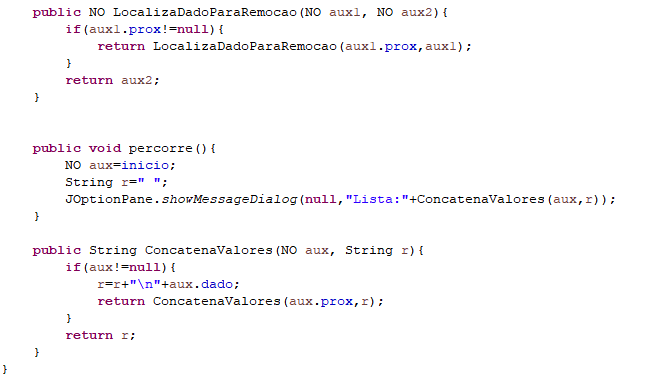 public NO LocalizaDadoParaRemocao(NO aux1, NO aux2){
if(aux1.prox!=null){
return LocalizaDadoParaRemocao(aux1.prox,aux1);
}
return aux2;
}
public void percorre(){
NO aux=inicio;
String r=" ";
JOptionPane.showMessageDialog(null,"Lista:"+ConcatenaValores(aux,r));
}
public String ConcatenaValores(NO aux, String r){
if(aux!=null){
r=r+"\n"+aux.dado;
return ConcatenaValores(aux.prox,r);
}
return r;
}
}